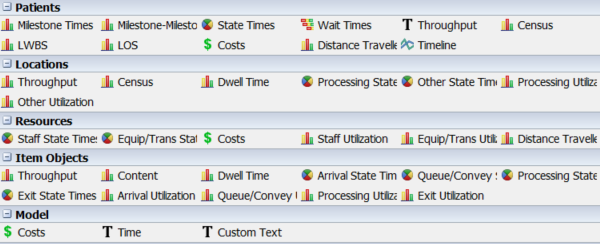 Patients
Milestone Times Milestone-Milesto State Times Wait Times Throughput Census
LWBS LOS Costs Distance Travelle Timeline
Locations
Throughput Census Dwell Time Processing State Other State Time Processing Utiliza
Other Utilization
Resources
Staff State Times Equip/Trans Stat Costs Staff Utilization Equip/Trans Utili Distance Travelle
Item Objects
Throughput Content Dwell Time Arrival State Tim Queue/Convey S Processing State
Exit State Times Arrival Utilization Queue/Convey U Processing Utiliza Exit Utilization
Model
Costs Time Custom Text